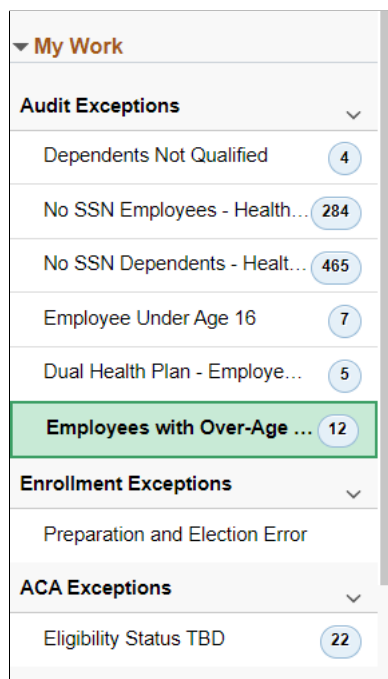 My Work
Audit Exceptions
Dependents Not Qualified 4
No SSN Employees - Health... 284
No SSN Dependents - Healt... 465
Employee Under Age 16 7
Dual Health Plan - Employe... 5
Employees with Over-Age ... 12
Enrollment Exceptions
Preparation and Election Error
ACA Exceptions
Eligibility Status TBD 22